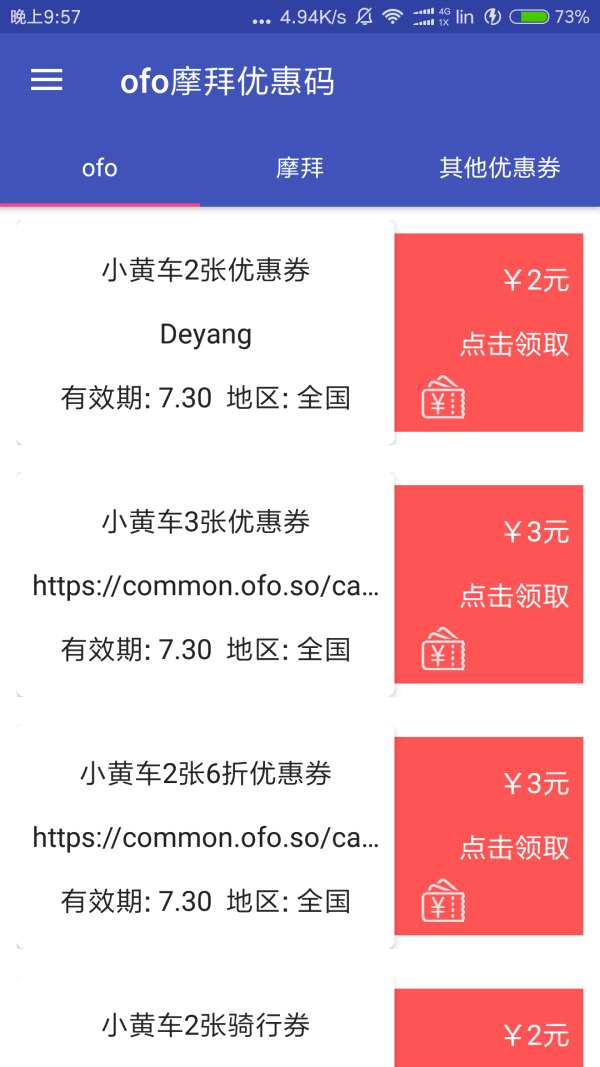 晚上9:57 ... 4.94K/s 4G 1X lin 73%
ofo摩拜优惠码
ofo 摩拜 其他优惠券
小黄车2张优惠券
Deyang
有效期: 7.30 地区: 全国
￥2元
点击领取
小黄车3张优惠券
https://common.ofo.so/ca...
有效期: 7.30 地区: 全国
￥3元
点击领取
小黄车2张6折优惠券
https://common.ofo.so/ca...
有效期: 7.30 地区: 全国
￥3元
点击领取
小黄车2张骑行券
￥2元